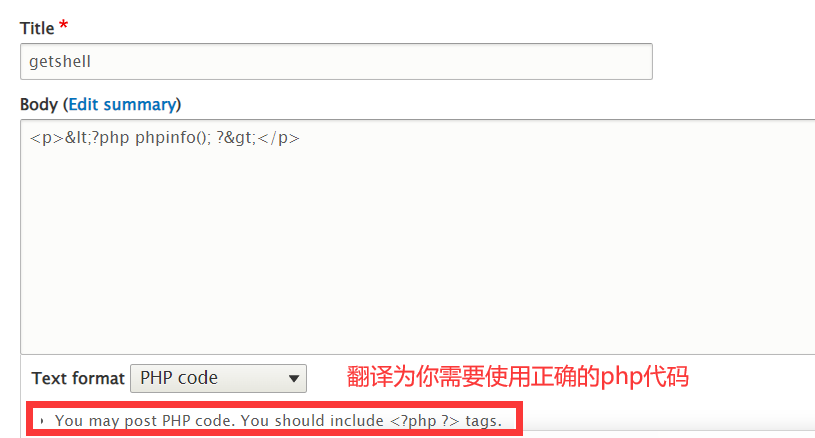 Title *
getshell
Body (Edit summary)
<p>&lt;?php phpinfo(); ?&gt;</p>
Text format PHP code
翻译为你需要使用正确的php代码
You may post PHP code. You should include <?php ?> tags.